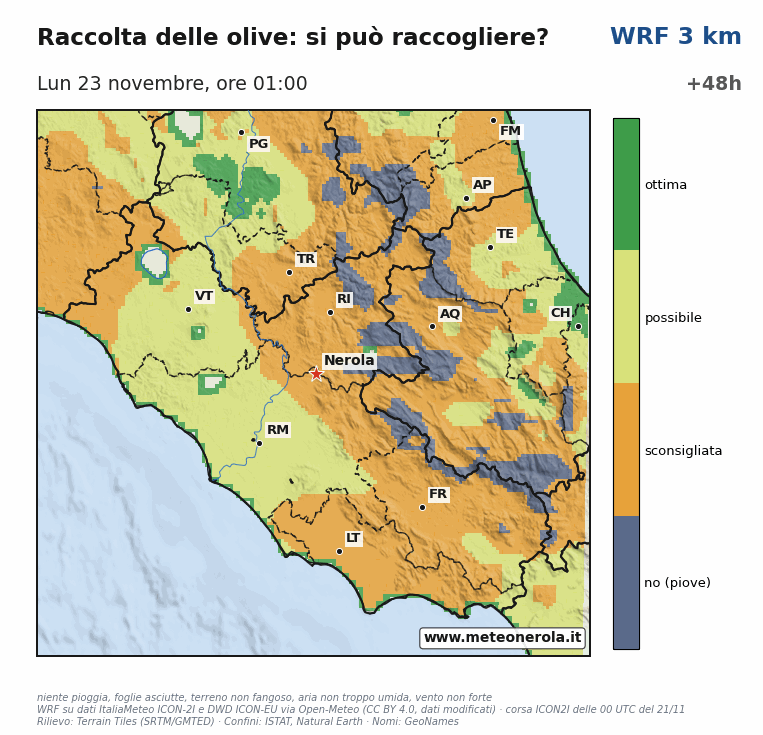 Raccolta delle olive: si può raccogliere?
WRF 3 km
Lun 23 novembre, ore 01:00
+48h
FM
PG
AP
TE
TR
VT
RI
AQ
CH
Nerola
RM
FR
LT
www.meteonerola.it
ottima
possibile
sconsigliata
no (piove)
niente pioggia, foglie asciutte, terreno non fangoso, aria non troppo umida, vento non forte
WRF su dati ItaliaMeteo ICON-2I e DWD ICON-EU via Open-Meteo (CC BY 4.0, dati modificati) · corsa ICON2I delle 00 UTC del 21/11
Rilievo: Terrain Tiles (SRTM/GMTED) · Confini: ISTAT, Natural Earth · Nomi: GeoNames